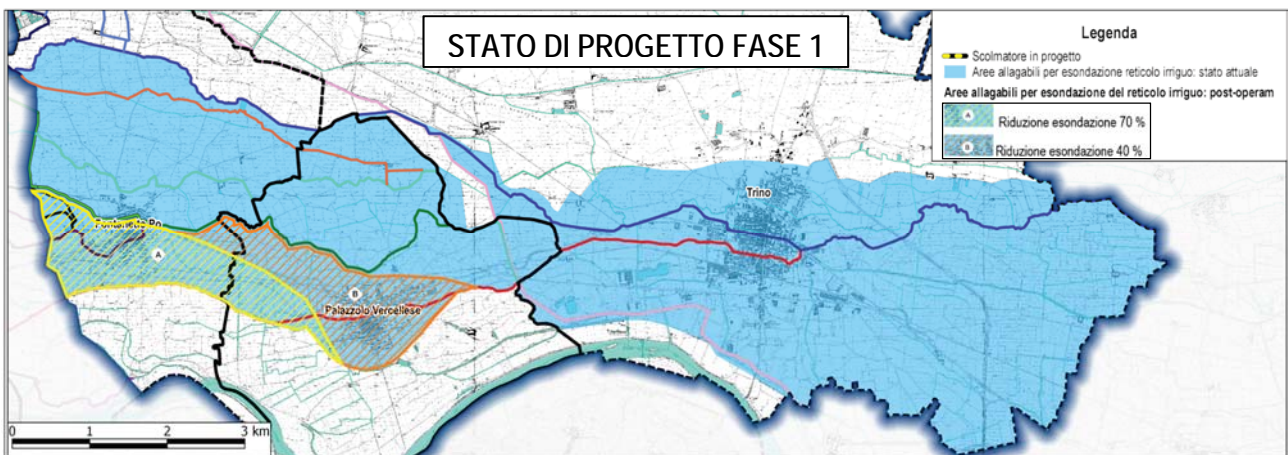 STATO DI PROGETTO FASE 1
Legenda
Scolmatore in progetto
Aree allagabili per esondazione reticolo irriguo: stato attuale
Aree allagabili per esondazione del reticolo irriguo: post-operam
A Riduzione esondazione 70 %
B Riduzione esondazione 40 %
Trino
Fontanetto Po
A
B
Palazzolo Vercellese
0 1 2 3 km